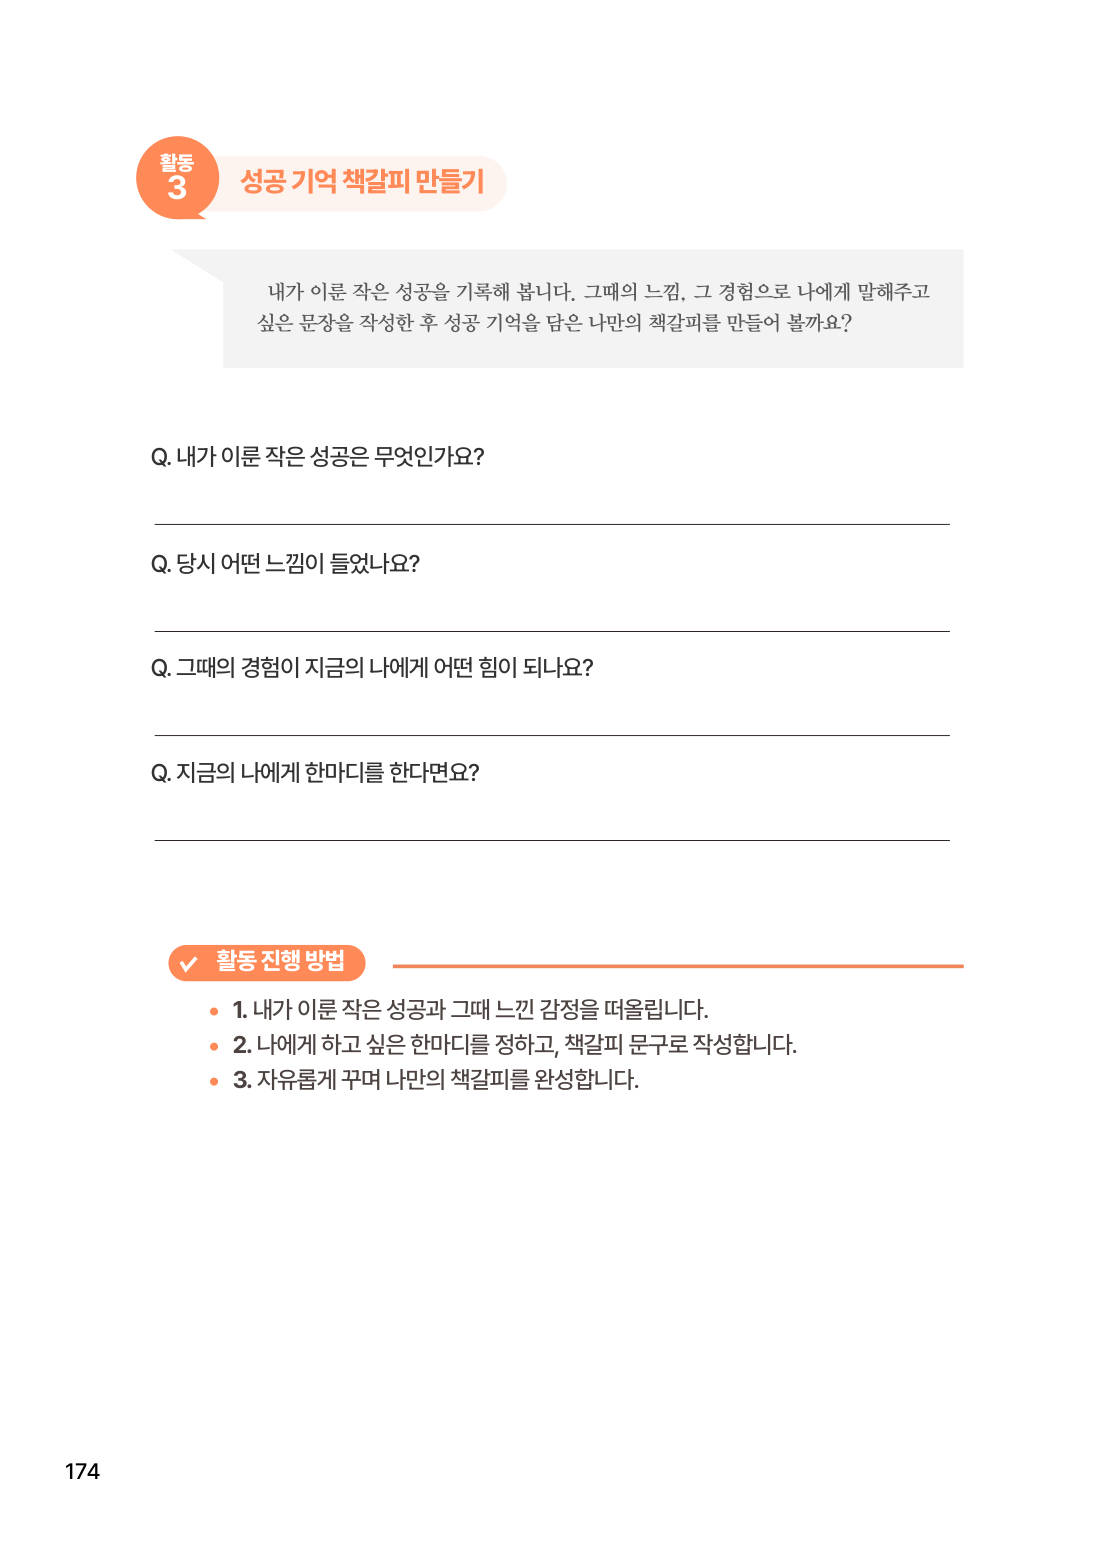 활동
3
성공 기억 책갈피 만들기
내가 이룬 작은 성공을 기록해 봅니다. 그때의 느낌, 그 경험으로 나에게 말해주고
싶은 문장을 작성한 후 성공 기억을 담은 나만의 책갈피를 만들어 볼까요?
Q. 내가 이룬 작은 성공은 무엇인가요?
Q. 당시 어떤 느낌이 들었나요?
Q. 그때의 경험이 지금의 나에게 어떤 힘이 되나요?
Q. 지금의 나에게 한마디를 한다면요?
활동 진행 방법
• 1. 내가 이룬 작은 성공과 그때 느낀 감정을 떠올립니다.
• 2. 나에게 하고 싶은 한마디를 정하고, 책갈피 문구로 작성합니다.
• 3. 자유롭게 꾸며 나만의 책갈피를 완성합니다.
174